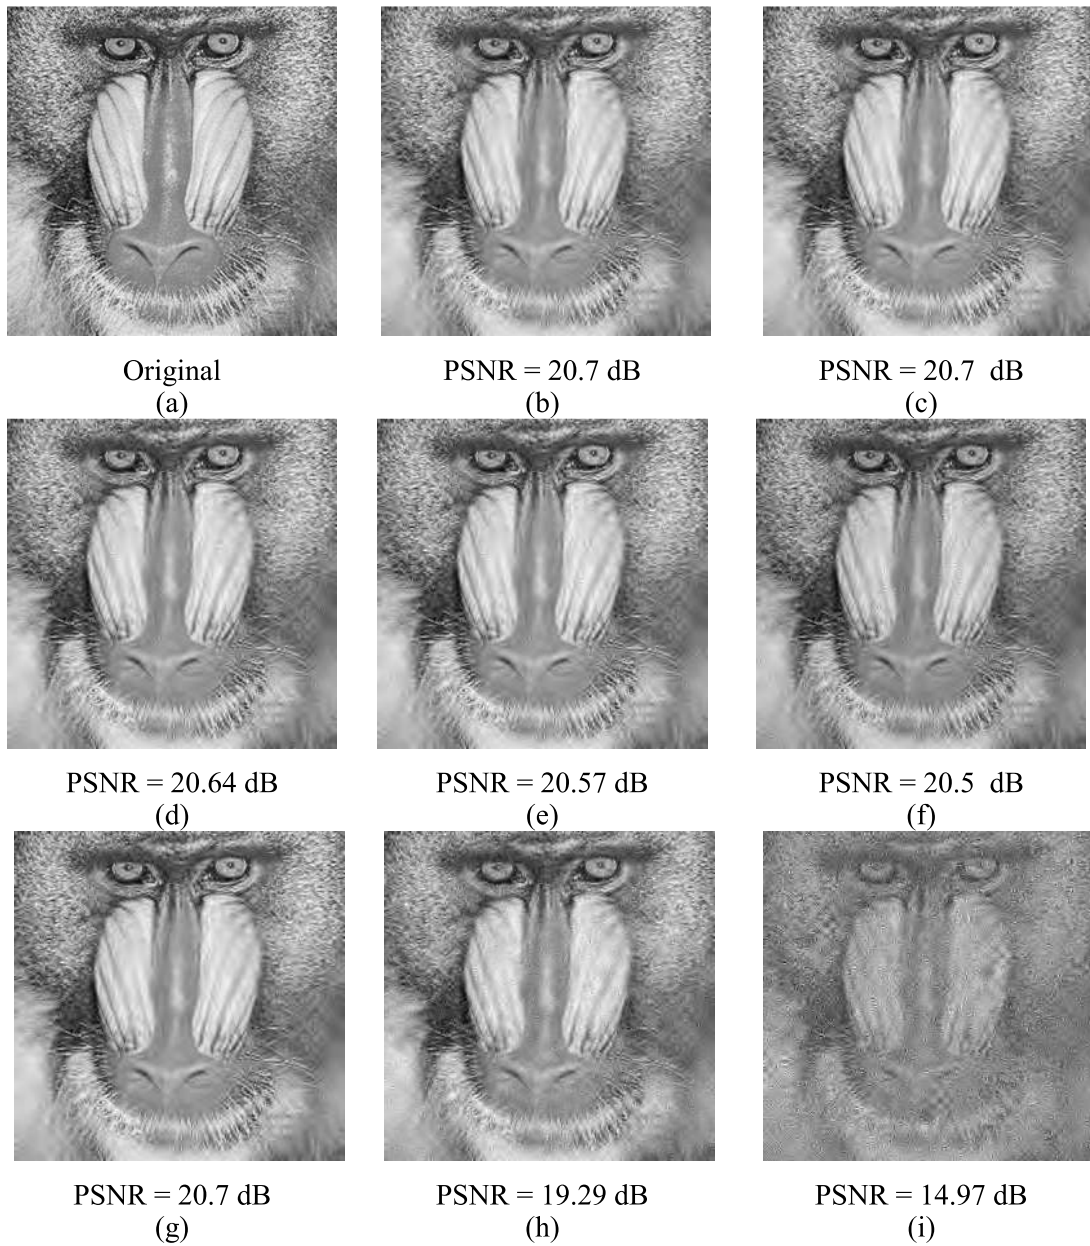 Original
(a)
PSNR = 20.7 dB
(b)
PSNR = 20.7 dB
(c)
PSNR = 20.64 dB
(d)
PSNR = 20.57 dB
(e)
PSNR = 20.5 dB
(f)
PSNR = 20.7 dB
(g)
PSNR = 19.29 dB
(h)
PSNR = 14.97 dB
(i)